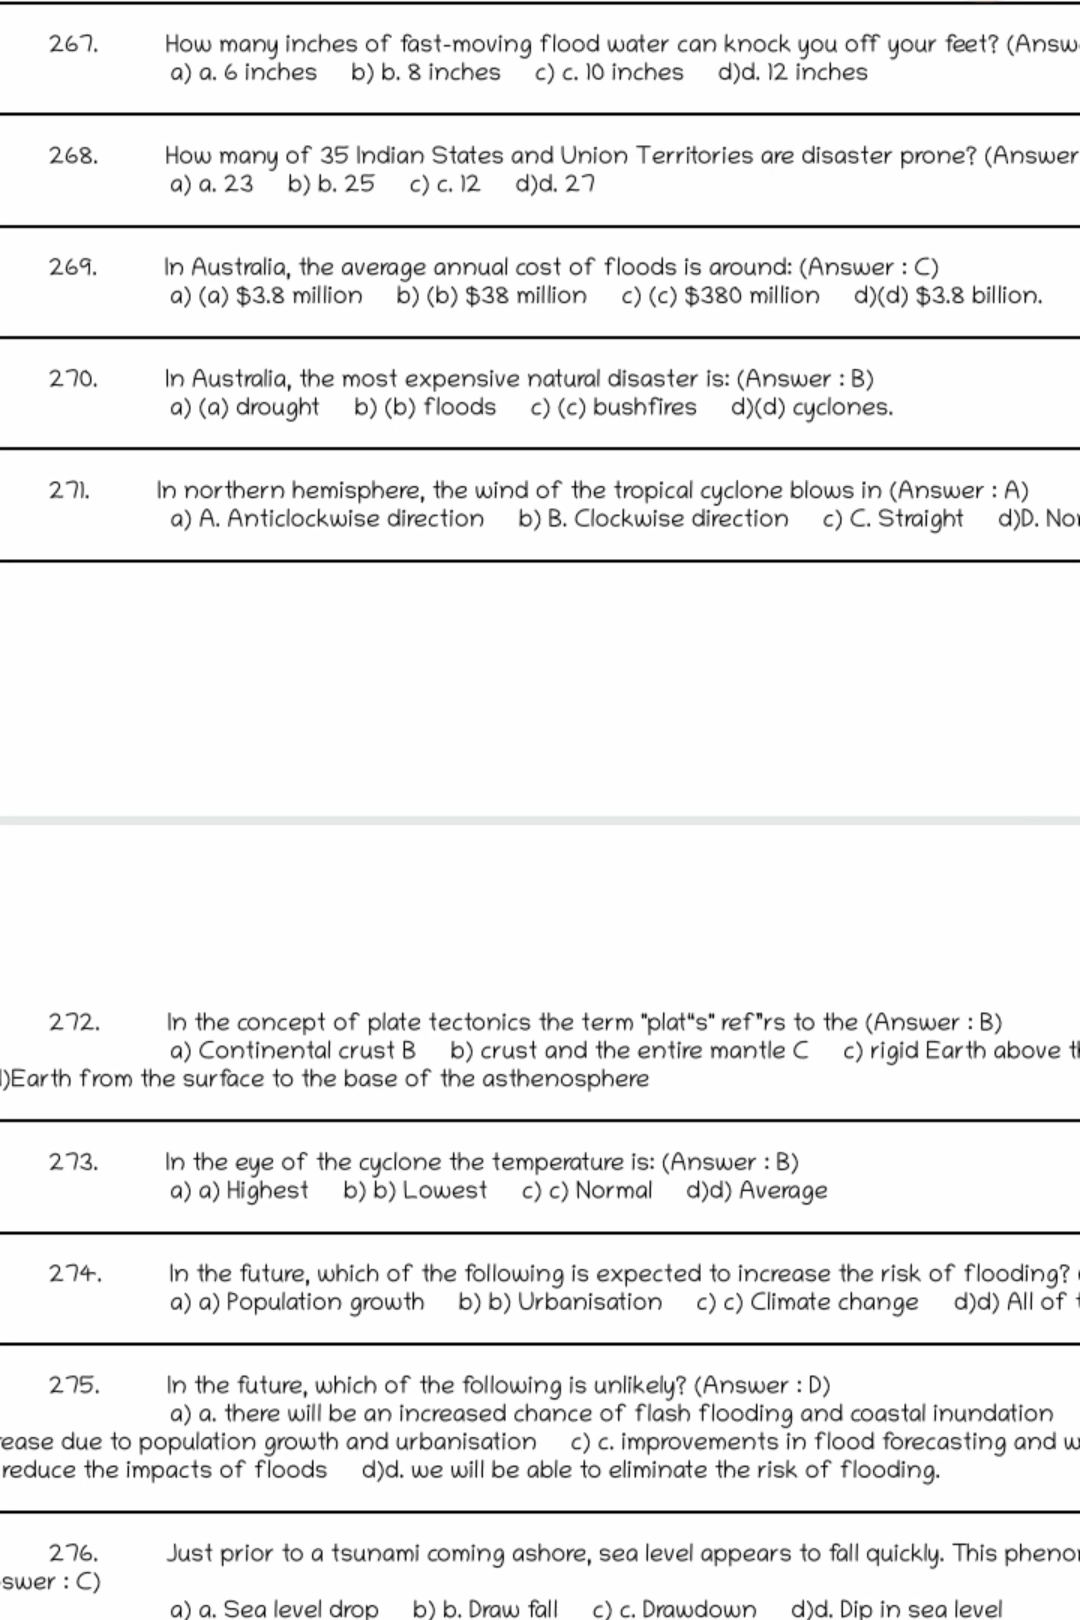 267. How many inches of fast-moving flood water can knock you off your feet? (Answ
a) a. 6 inches b) b. 8 inches c) c. 10 inches d)d. 12 inches
268. How many of 35 Indian States and Union Territories are disaster prone? (Answer
a) a. 23 b) b. 25 c) c. 12 d)d. 27
269. In Australia, the average annual cost of floods is around: (Answer : C)
a) (a) $3.8 million b) (b) $38 million c) (c) $380 million d)(d) $3.8 billion.
270. In Australia, the most expensive natural disaster is: (Answer : B)
a) (a) drought b) (b) floods c) (c) bushfires d)(d) cyclones.
271. In northern hemisphere, the wind of the tropical cyclone blows in (Answer : A)
a) A. Anticlockwise direction b) B. Clockwise direction c) C. Straight d)D. Nor
272. In the concept of plate tectonics the term "plat"s" ref"rs to the (Answer : B)
a) Continental crust B b) crust and the entire mantle C c) rigid Earth above th
)Earth from the surface to the base of the asthenosphere
273. In the eye of the cyclone the temperature is: (Answer : B)
a) a) Highest b) b) Lowest c) c) Normal d)d) Average
274. In the future, which of the following is expected to increase the risk of flooding?
a) a) Population growth b) b) Urbanisation c) c) Climate change d)d) All of t
275. In the future, which of the following is unlikely? (Answer : D)
a) a. there will be an increased chance of flash flooding and coastal inundation
ease due to population growth and urbanisation c) c. improvements in flood forecasting and w
reduce the impacts of floods d)d. we will be able to eliminate the risk of flooding.
276. Just prior to a tsunami coming ashore, sea level appears to fall quickly. This pheno
swer : C)
a) a. Sea level drop b) b. Draw fall c) c. Drawdown d)d. Dip in sea level